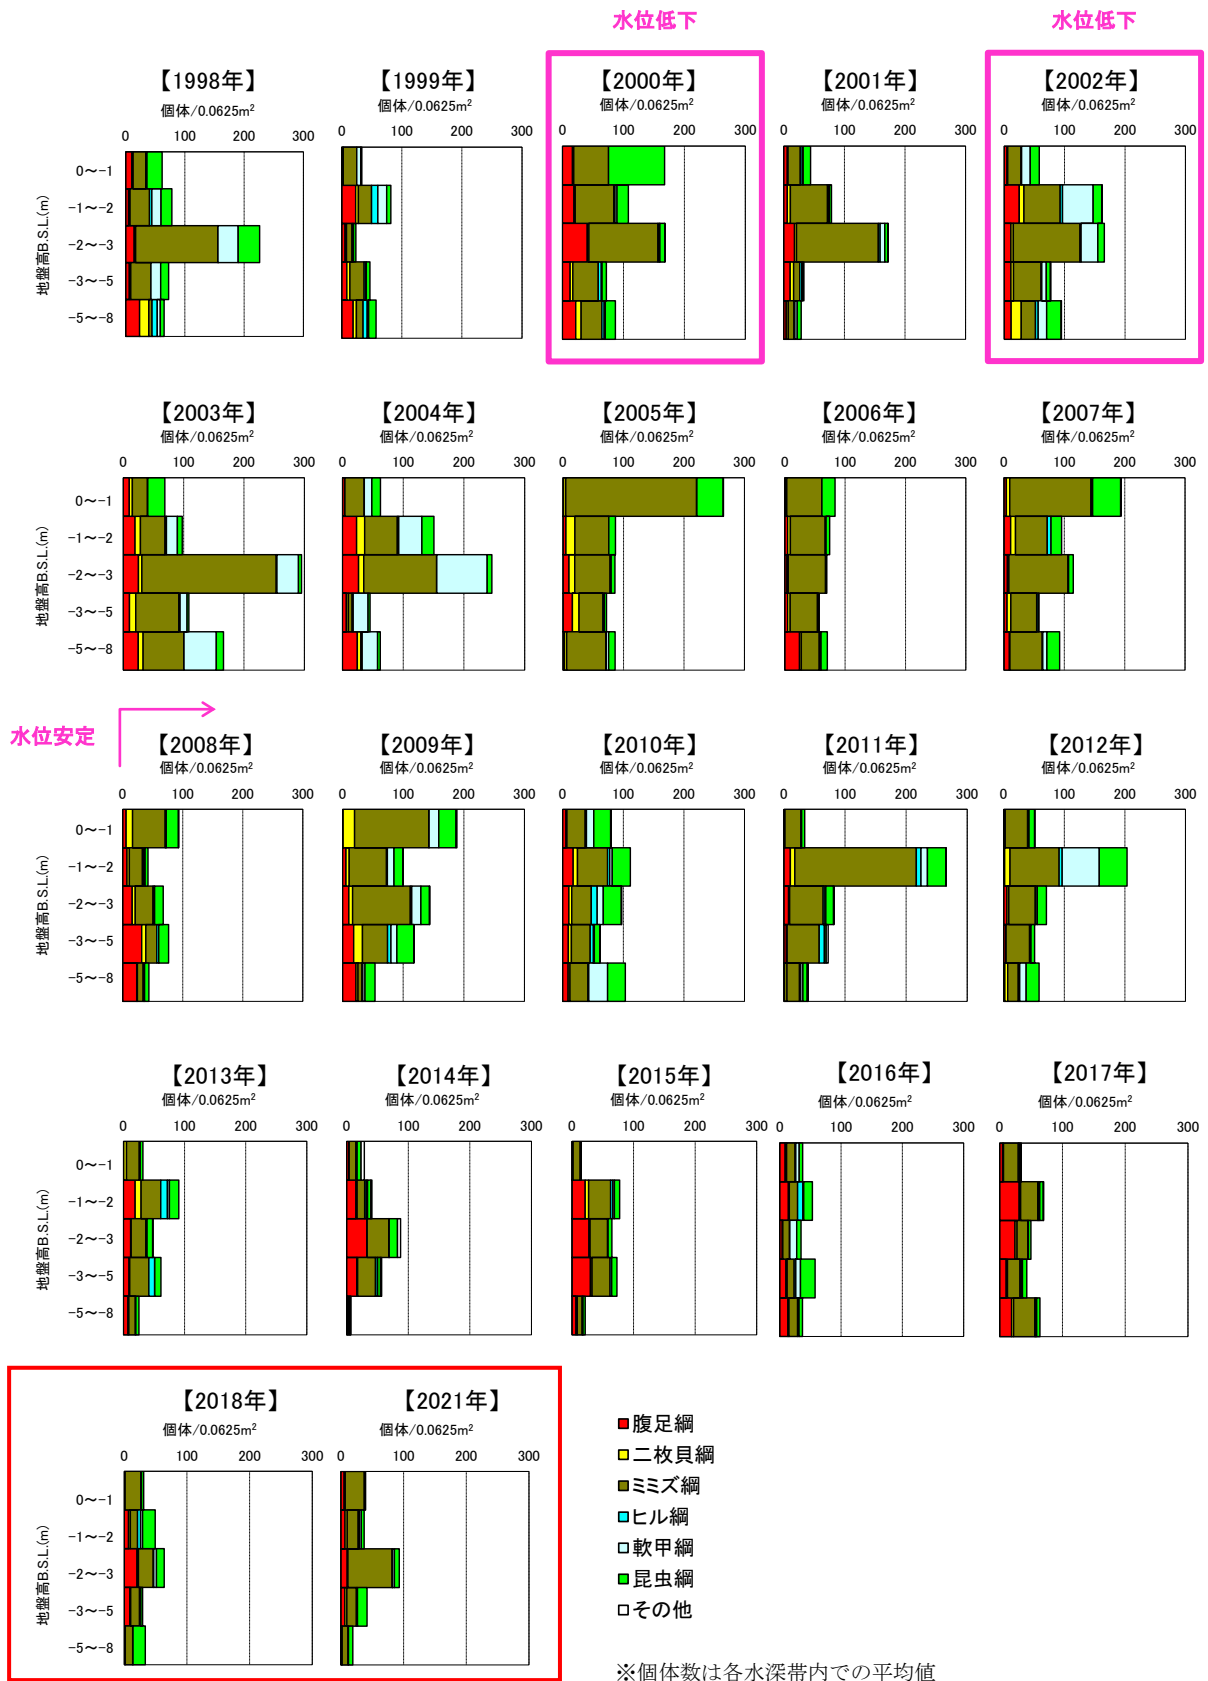 水位低下 水位低下
【1998年】 【1999年】 【2000年】 【2001年】 【2002年】
個体/0.0625m² 個体/0.0625m² 個体/0.0625m² 個体/0.0625m² 個体/0.0625m²
0 100 200 300 0 100 200 300 0 100 200 300 0 100 200 300 0 100 200 300
地盤高B.S.L.(m)
0～-1
-1～-2
-2～-3
-3～-5
-5～-8
【2003年】 【2004年】 【2005年】 【2006年】 【2007年】
個体/0.0625m² 個体/0.0625m² 個体/0.0625m² 個体/0.0625m² 個体/0.0625m²
0 100 200 300 0 100 200 300 0 100 200 300 0 100 200 300 0 100 200 300
地盤高B.S.L.(m)
0～-1
-1～-2
-2～-3
-3～-5
-5～-8
水位安定
【2008年】 【2009年】 【2010年】 【2011年】 【2012年】
個体/0.0625m² 個体/0.0625m² 個体/0.0625m² 個体/0.0625m² 個体/0.0625m²
0 100 200 300 0 100 200 300 0 100 200 300 0 100 200 300 0 100 200 300
地盤高B.S.L.(m)
0～-1
-1～-2
-2～-3
-3～-5
-5～-8
【2013年】 【2014年】 【2015年】 【2016年】 【2017年】
個体/0.0625m² 個体/0.0625m² 個体/0.0625m² 個体/0.0625m² 個体/0.0625m²
0 100 200 300 0 100 200 300 0 100 200 300 0 100 200 300 0 100 200 300
地盤高B.S.L.(m)
0～-1
-1～-2
-2～-3
-3～-5
-5～-8
【2018年】 【2021年】
個体/0.0625m² 個体/0.0625m²
0 100 200 300 0 100 200 300
地盤高B.S.L.(m)
0～-1
-1～-2
-2～-3
-3～-5
-5～-8
腹足綱
二枚貝綱
ミミズ綱
ヒル綱
軟甲綱
昆虫綱
その他
※個体数は各水深帯内での平均値